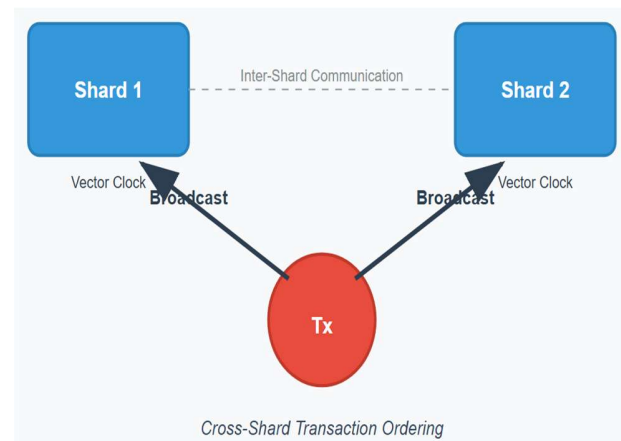 Shard 1
Inter-Shard Communication
Shard 2
Vector Clock
Broadcast
Broadcast
Vector Clock
Tx
Cross-Shard Transaction Ordering